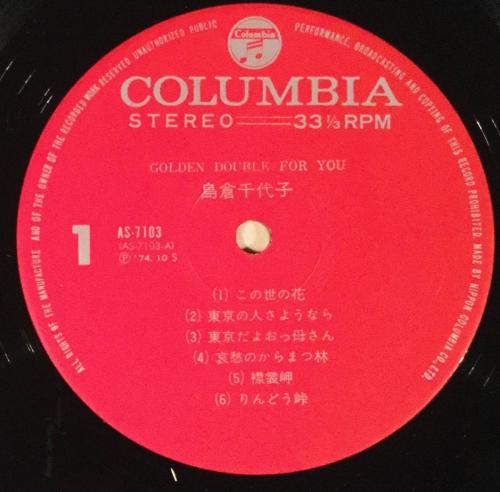 Columbia
COLUMBIA
STEREO 33 1/3 RPM
GOLDEN DOUBLE FOR YOU
島倉千代子
1
AS-7103
(AS-7103-A)
Ⓟ '74. 10 S
(1) この世の花
(2) 東京の人さようなら
(3) 東京だよおっ母さん
(4) 哀愁のからまつ林
(5) 襟裳岬
(6) りんどう峠
ALL RIGHTS OF THE MANUFACTURE AND OF THE OWNER OF THE RECORDED WORK RESERVED UNAUTHORIZED PUBLIC PERFORMANCE, BROADCASTING AND COPYING OF THIS RECORD PROHIBITED. MADE BY NIPPON COLUMBIA CO., LTD.